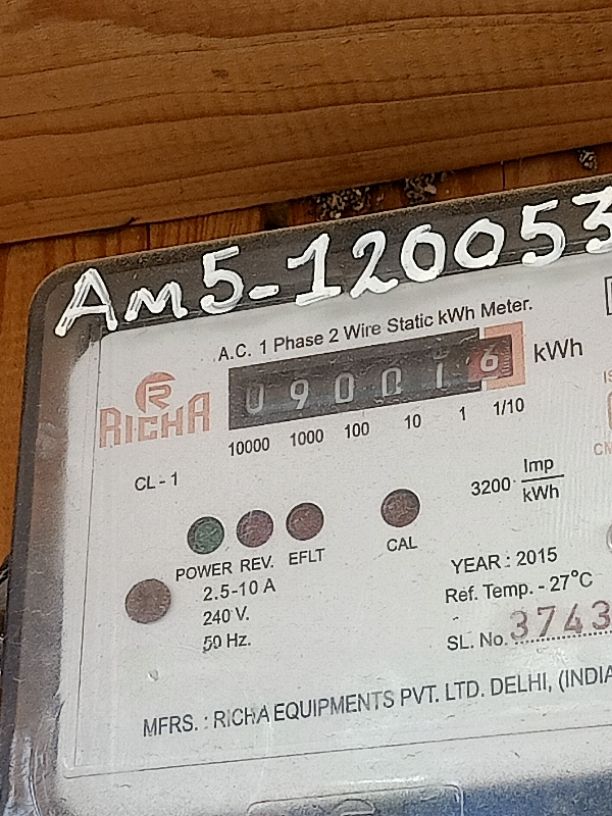 Am5-120053
A.C. 1 Phase 2 Wire Static kWh Meter.
RICHA
090016 kWh
10000 1000 100 10 1 1/10
CL - 1
3200 Imp/kWh
POWER REV. EFLT CAL
2.5-10 A
240 V.
50 Hz.
YEAR : 2015
Ref. Temp. - 27°C
SL. No. 3743
MFRS. : RICHA EQUIPMENTS PVT. LTD. DELHI, (INDIA